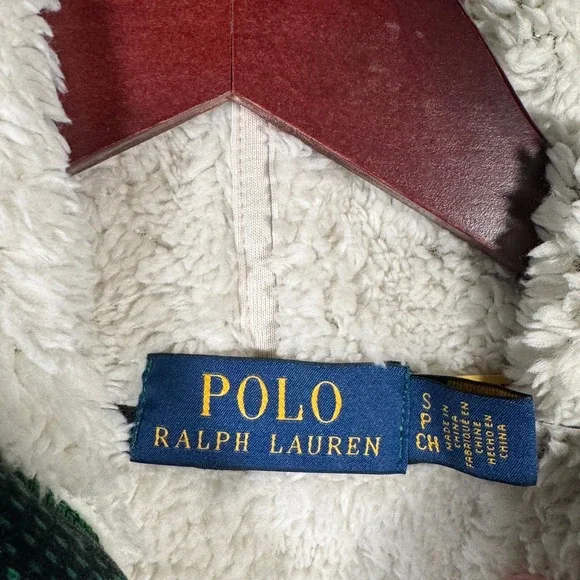 POLO
RALPH LAUREN
S
P
CH
MADE IN
CHINA
FABRIQUÉ EN
CHINE
HECHO EN
CHINA